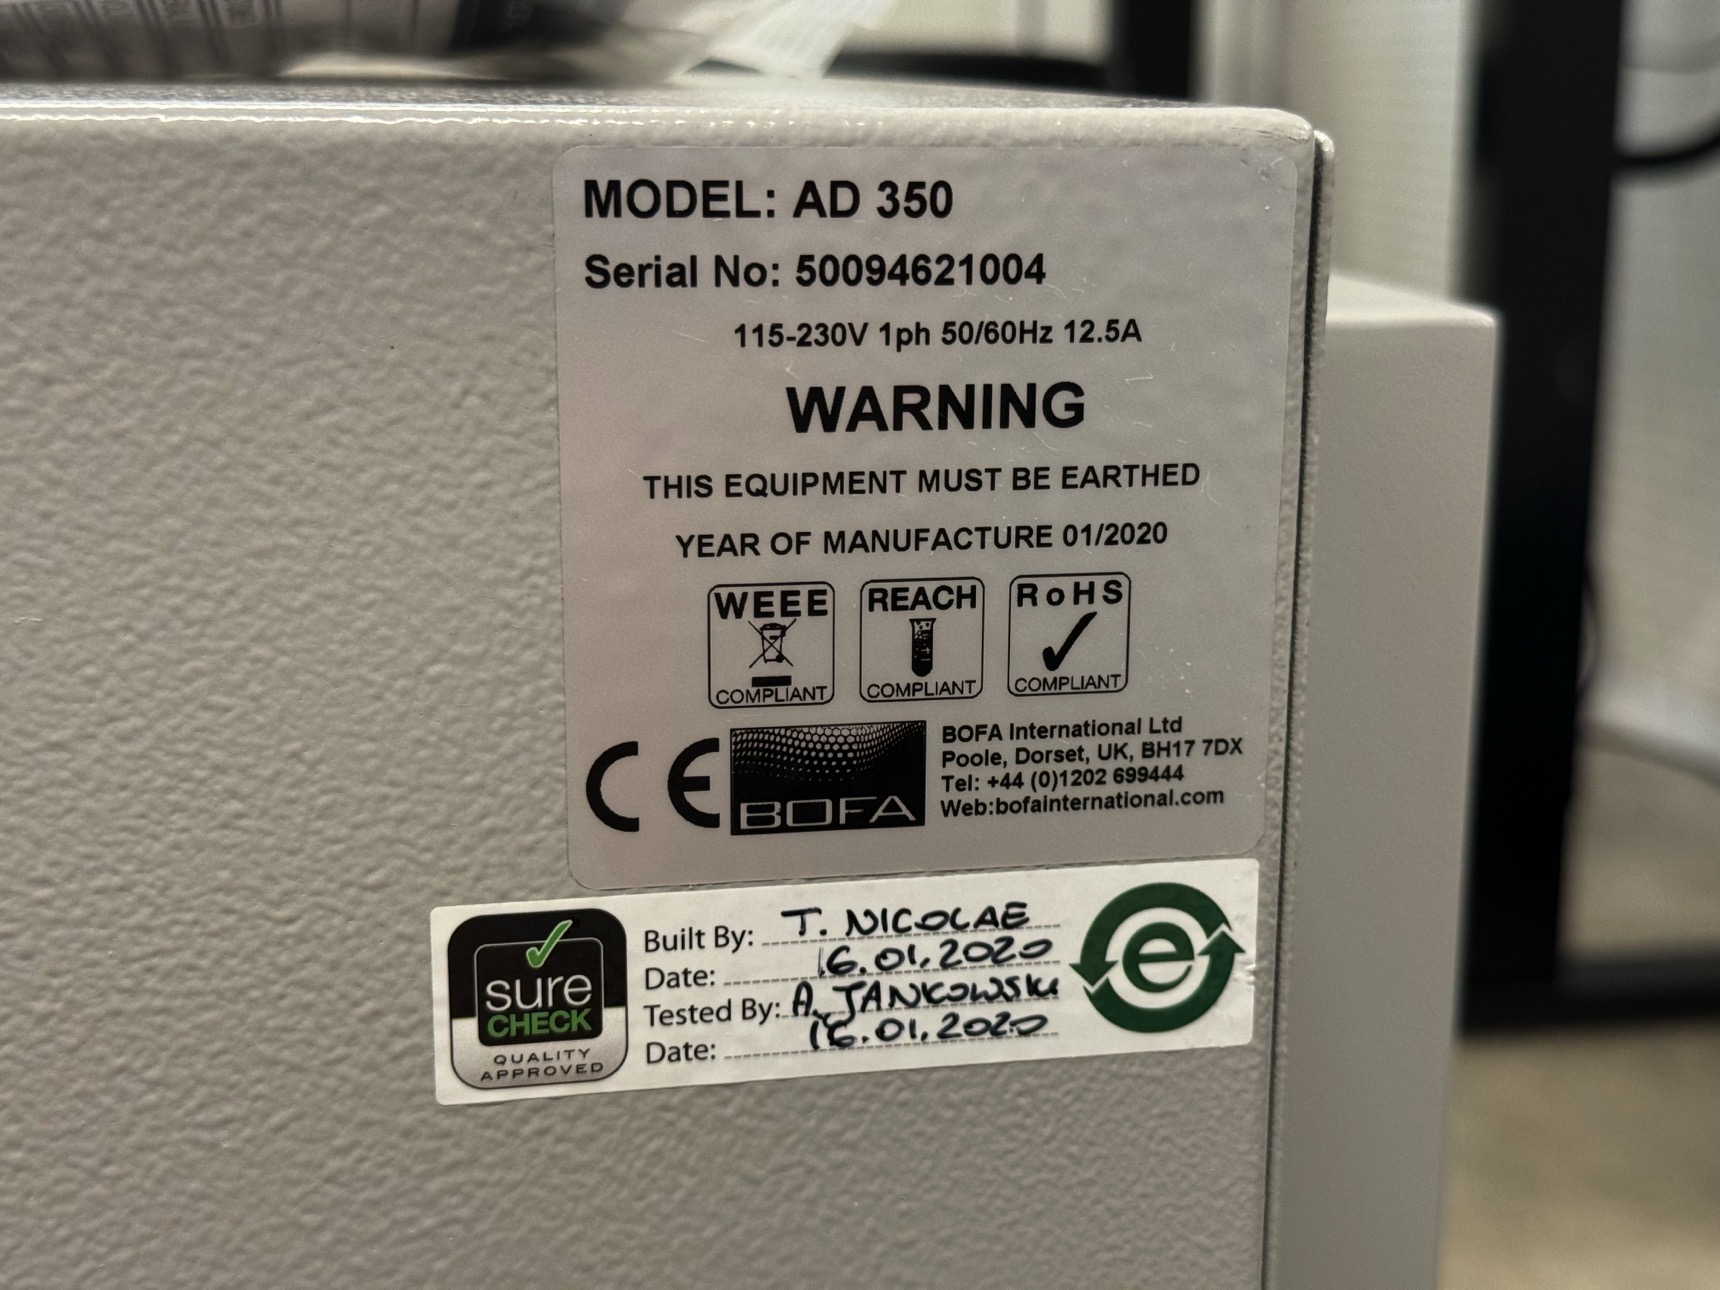 MODEL: AD 350
Serial No: 50094621004
115-230V 1ph 50/60Hz 12.5A
WARNING
THIS EQUIPMENT MUST BE EARTHED
YEAR OF MANUFACTURE 01/2020
WEEE
COMPLIANT
REACH
COMPLIANT
RoHS
COMPLIANT
CE
BOFA
BOFA International Ltd
Poole, Dorset, UK, BH17 7DX
Tel: +44 (0)1202 699444
Web:bofainternational.com
sure
CHECK
QUALITY
APPROVED
Built By: T. NICOLAE
Date: 16.01.2020
Tested By: A. JANKOWSKI
Date: 16.01.2020
e